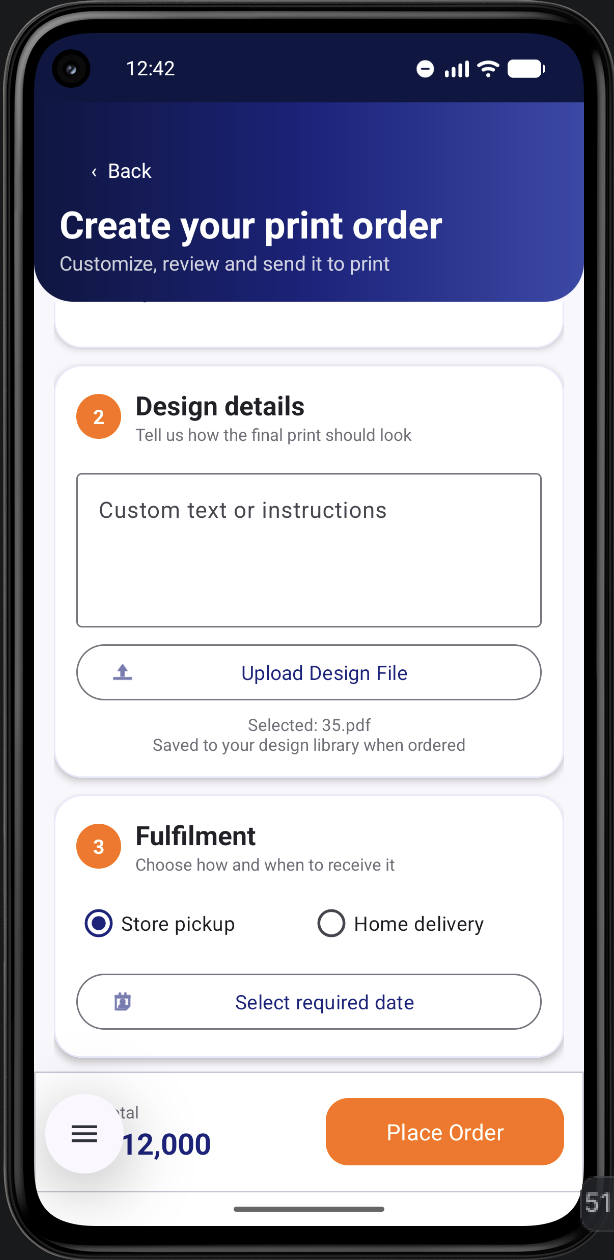 12:42
‹ Back
Create your print order
Customize, review and send it to print
2
Design details
Tell us how the final print should look
Custom text or instructions
Upload Design File
Selected: 35.pdf
Saved to your design library when ordered
3
Fulfilment
Choose how and when to receive it
Store pickup
Home delivery
Select required date
tal
12,000
Place Order
51